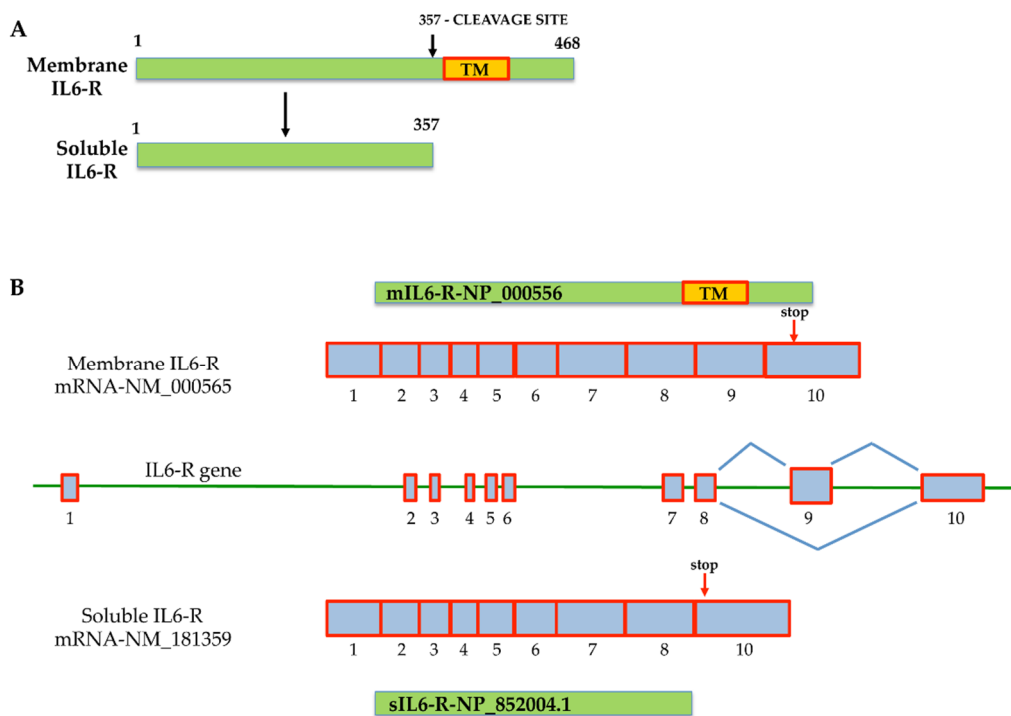 A
357 - CLEAVAGE SITE
1
468
Membrane
IL6-R
TM
1
357
Soluble
IL6-R
B
mIL6-R-NP_000556
TM
stop
Membrane IL6-R
mRNA-NM_000565
1 2 3 4 5 6 7 8 9 10
IL6-R gene
1 2 3 4 5 6 7 8 9 10
stop
Soluble IL6-R
mRNA-NM_181359
1 2 3 4 5 6 7 8 10
sIL6-R-NP_852004.1